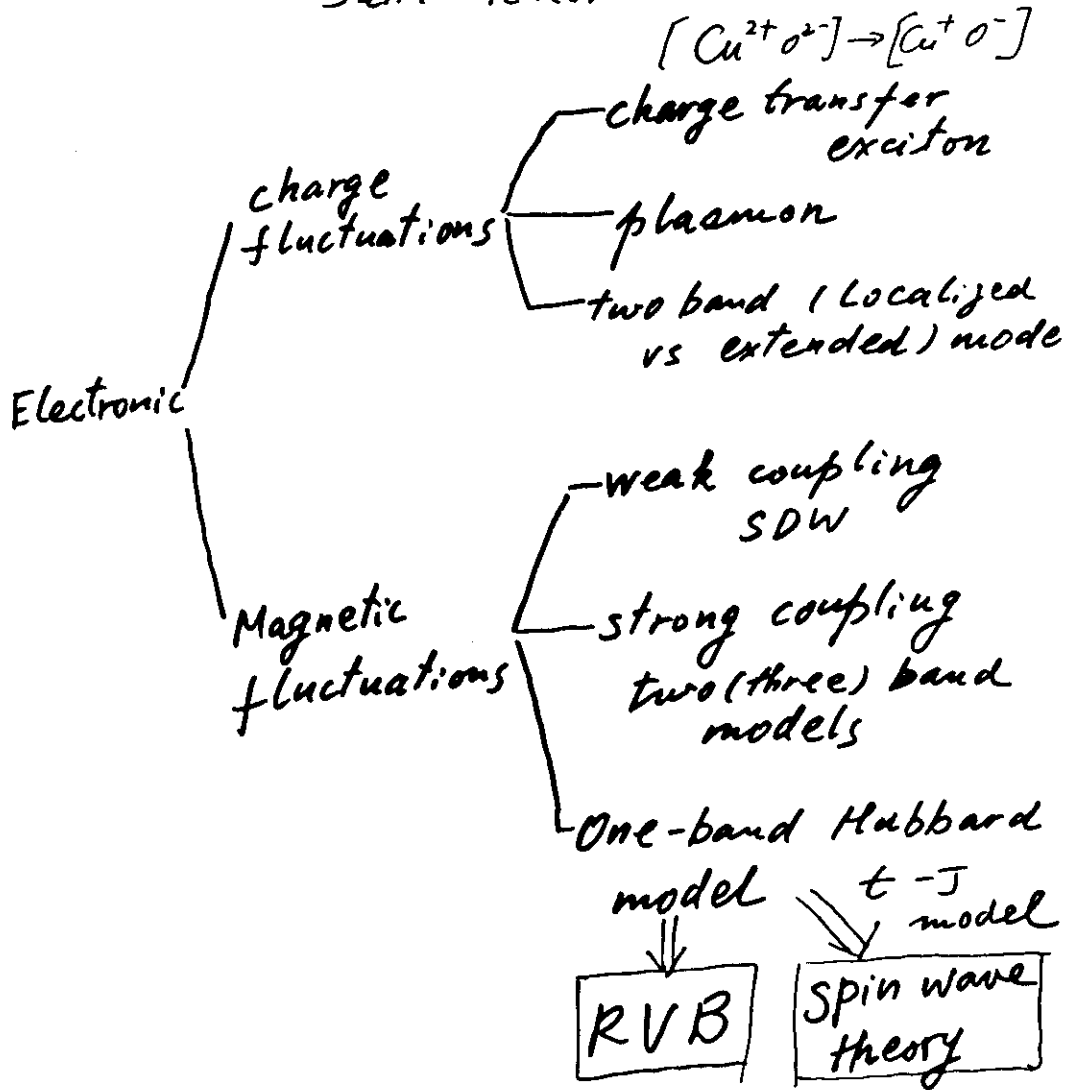 [Cu²⁺ O²⁻] → [Cu⁺ O⁻]
charge transfer
exciton
charge
fluctuations
plasmon
two band (Localized
vs extended) mode
Electronic
weak coupling
SDW
Magnetic
fluctuations
strong coupling
two (three) band
models
One-band Hubbard
model
t-J
model
RVB
Spin wave
theory